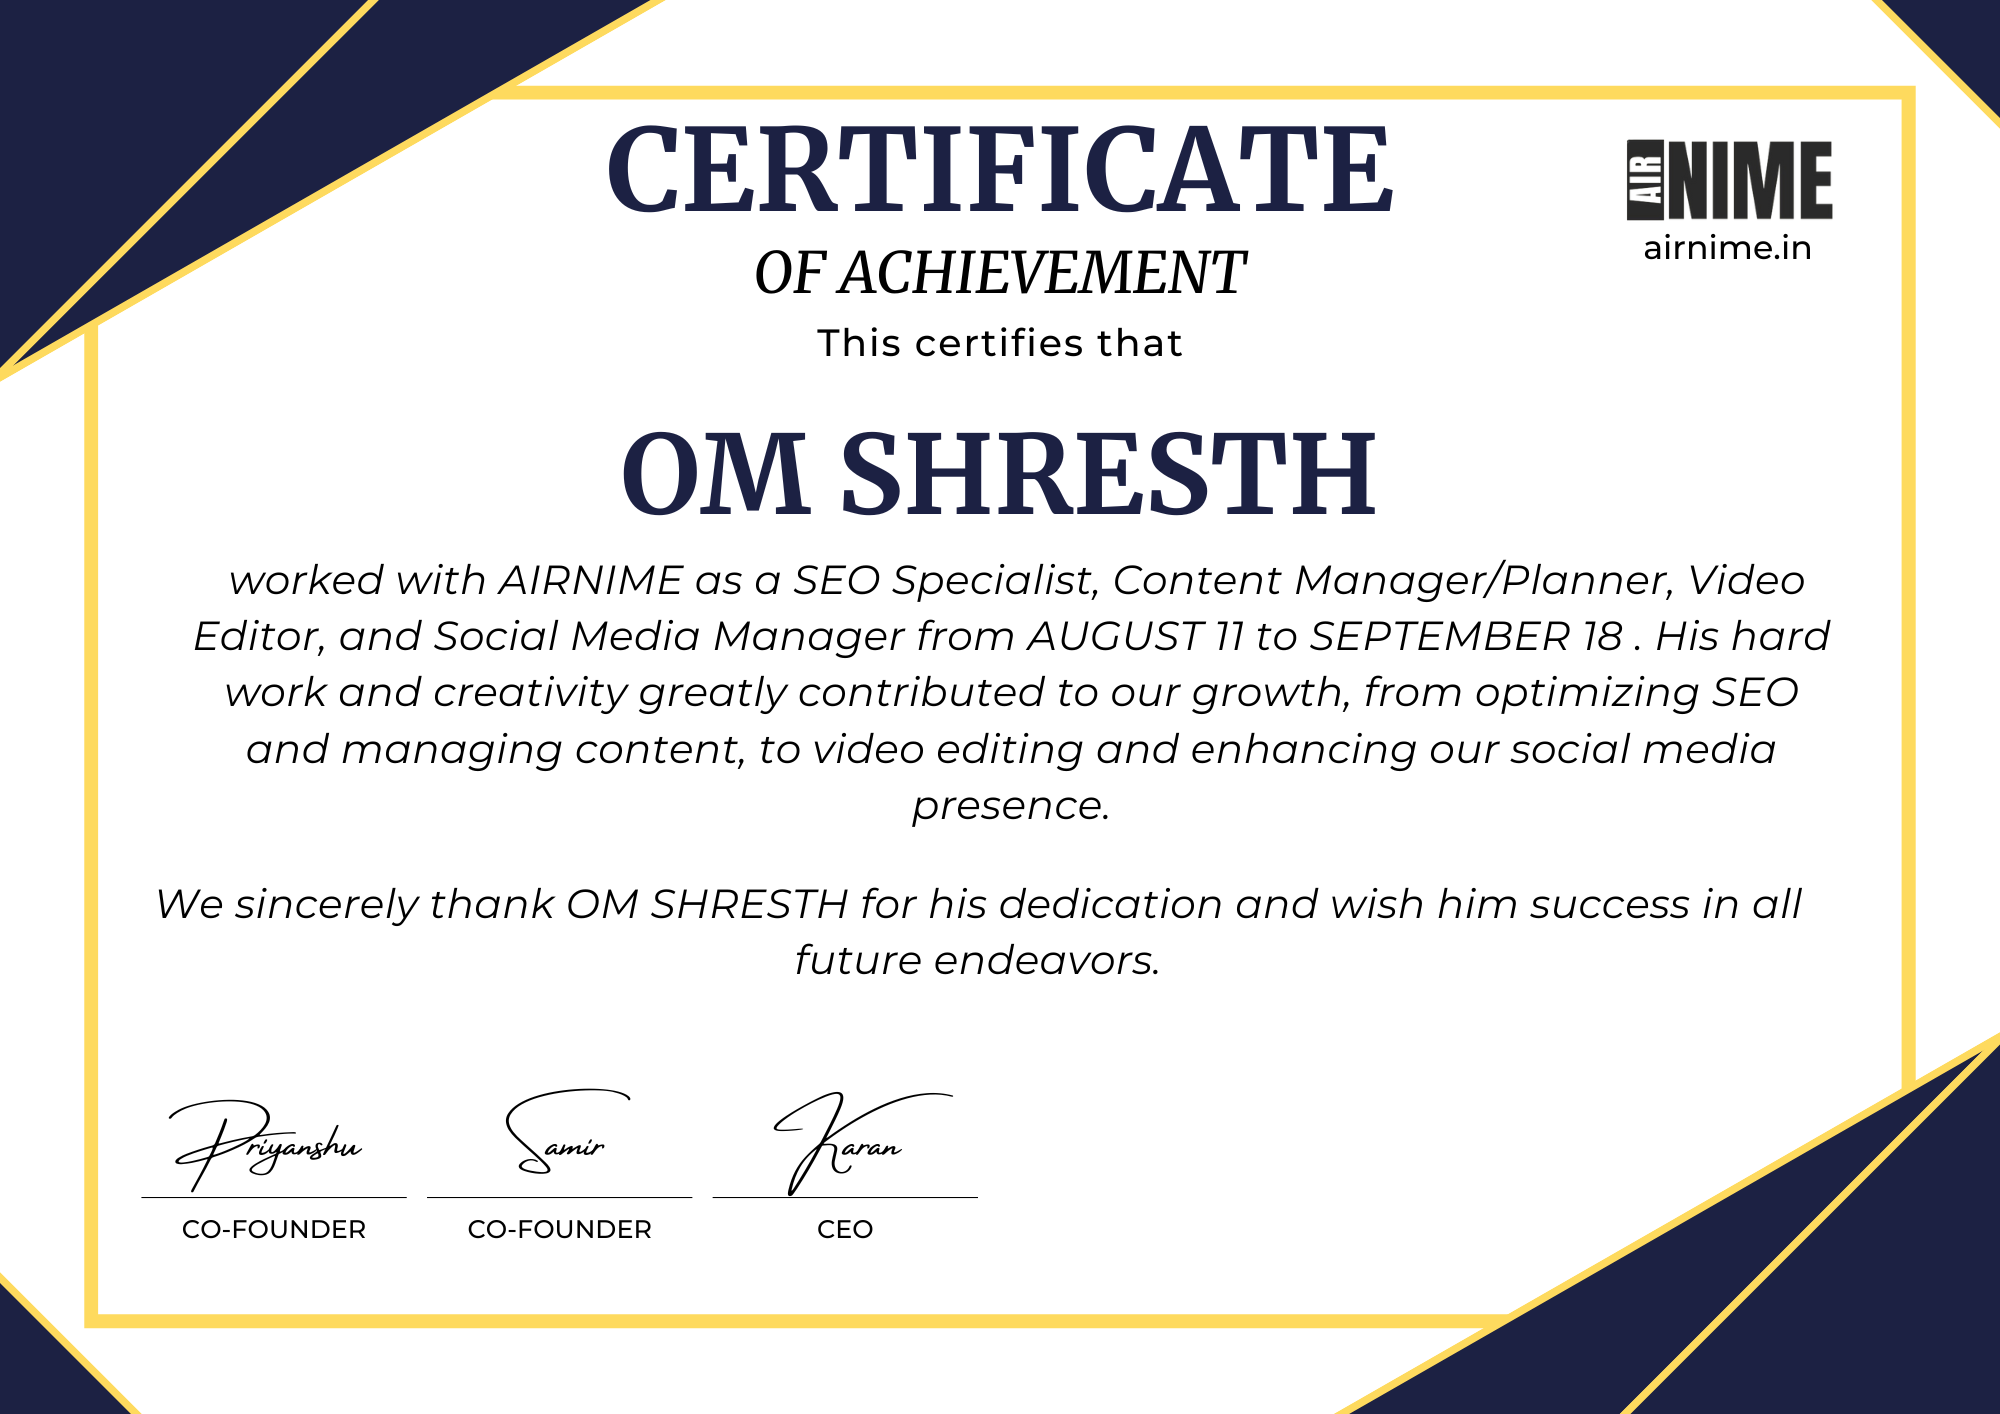 CERTIFICATE
AIRNIME
airnime.in
OF ACHIEVEMENT
This certifies that
OM SHRESTH
worked with AIRNIME as a SEO Specialist, Content Manager/Planner, Video
Editor, and Social Media Manager from AUGUST 11 to SEPTEMBER 18 . His hard
work and creativity greatly contributed to our growth, from optimizing SEO
and managing content, to video editing and enhancing our social media
presence.
We sincerely thank OM SHRESTH for his dedication and wish him success in all
future endeavors.
Priyanshu
CO-FOUNDER
Samir
CO-FOUNDER
Karan
CEO